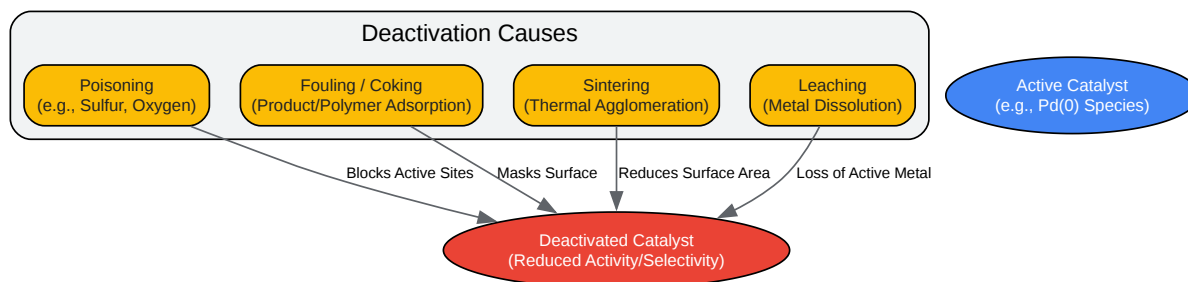 Deactivation Causes
Poisoning
(e.g., Sulfur, Oxygen)
Fouling / Coking
(Product/Polymer Adsorption)
Sintering
(Thermal Agglomeration)
Leaching
(Metal Dissolution)
Active Catalyst
(e.g., Pd(0) Species)
Blocks Active Sites
Masks Surface
Reduces Surface Area
Loss of Active Metal
Deactivated Catalyst
(Reduced Activity/Selectivity)